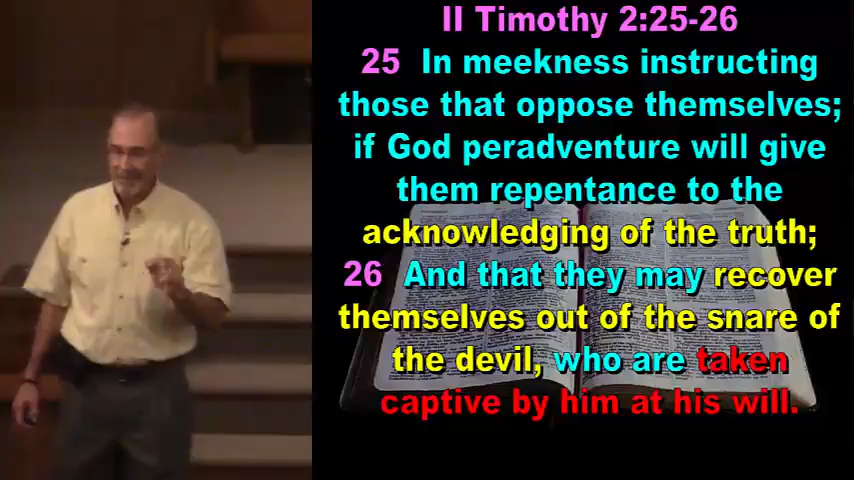 II Timothy 2:25-26
25 In meekness instructing
those that oppose themselves;
if God peradventure will give
them repentance to the
acknowledging of the truth;
26 And that they may recover
themselves out of the snare of
the devil, who are taken
captive by him at his will.